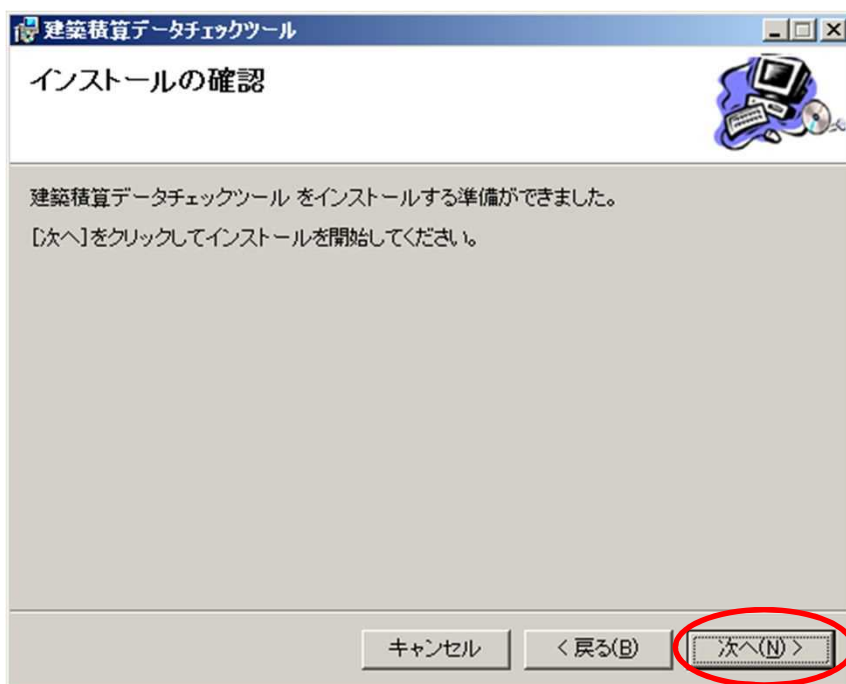 建築積算データチェックツール
インストールの確認
建築積算データチェックツール をインストールする準備ができました。
[次へ]をクリックしてインストールを開始してください。
キャンセル
< 戻る(B)
次へ(N) >